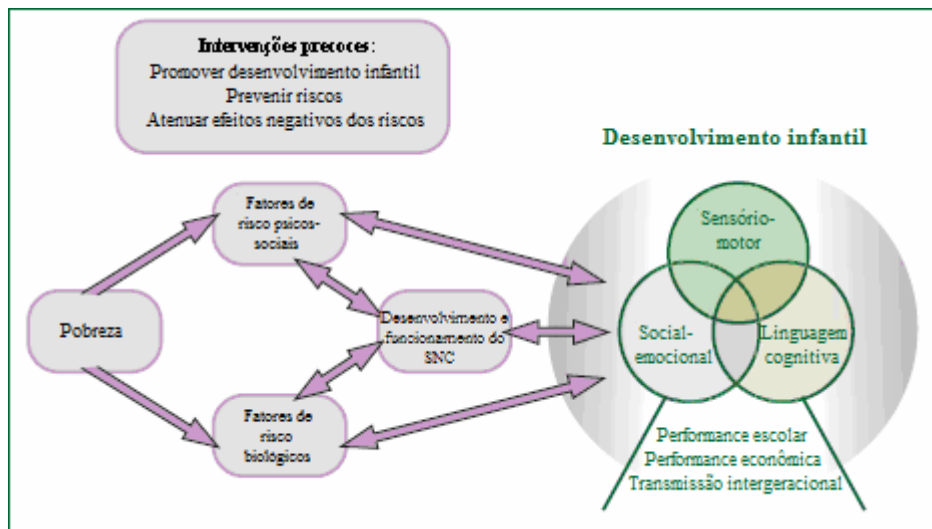 Intervenções precoces:
Promover desenvolvimento infantil
Prevenir riscos
Atenuar efeitos negativos dos riscos
Desenvolvimento infantil
Fatores de
risco psicos-
sociais
Sensório-
motor
Pobreza
Desenvolvimento e
funcionamento do
SNC
Social-
emocional
Linguagem
cognitiva
Fatores de
risco
biológicos
Performance escolar
Performance econômica
Transmissão intergeracional